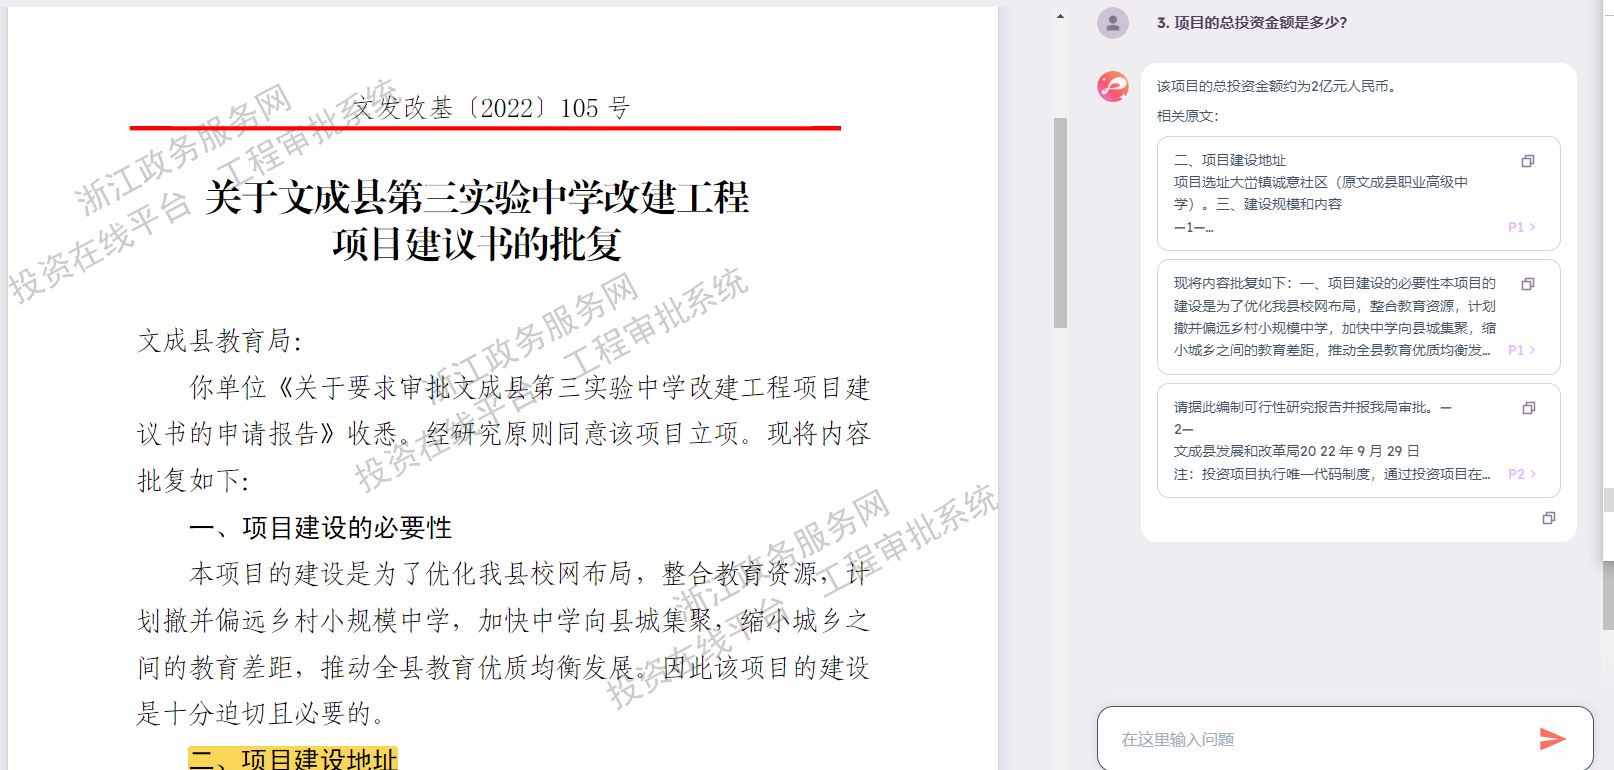 文发改基〔2022〕105 号
关于文成县第三实验中学改建工程
项目建议书的批复
文成县教育局：
你单位《关于要求审批文成县第三实验中学改建工程项目建
议书的申请报告》收悉。经研究原则同意该项目立项。现将内容
批复如下：
一、项目建设的必要性
本项目的建设是为了优化我县校网布局，整合教育资源，计
划撤并偏远乡村小规模中学，加快中学向县城集聚，缩小城乡之
间的教育差距，推动全县教育优质均衡发展。因此该项目的建设
是十分迫切且必要的。
二、项目建设地址
浙江政务服务网
投资在线平台 工程审批系统
浙江政务服务网
投资在线平台 工程审批系统
浙江政务服务网
投资在线平台 工程审批系统
3. 项目的总投资金额是多少？
该项目的总投资金额约为2亿元人民币。
相关原文：
二、项目建设地址
项目选址大峃镇诚意社区（原文成县职业高级中
学）。三、建设规模和内容
—1—...
P1 >
现将内容批复如下：一、项目建设的必要性本项目的
建设是为了优化我县校网布局，整合教育资源，计划
撤并偏远乡村小规模中学，加快中学向县城集聚，缩
小城乡之间的教育差距，推动全县教育优质均衡发...
P1 >
请据此编制可行性研究报告并报我局审批。—
2—
文成县发展和改革局20 22 年 9 月 29 日
注：投资项目执行唯一代码制度，通过投资项目在...
P2 >
在这里输入问题